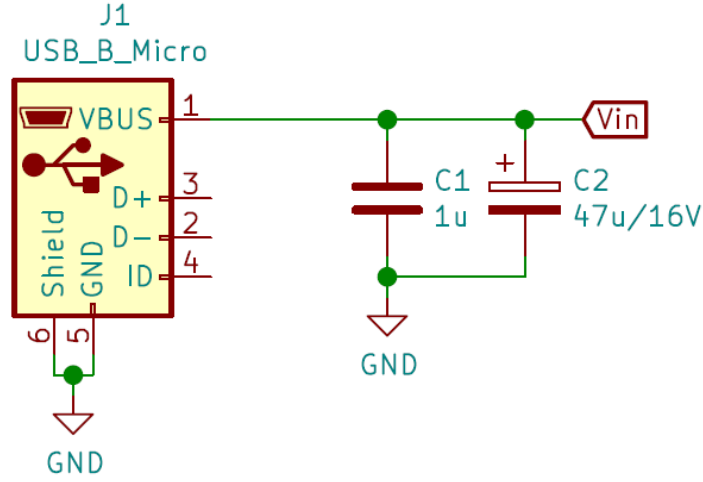 J1
USB_B_Micro
VBUS 1
Vin
D+ 3
D- 2
ID 4
Shield
GND
6
5
+
C1
1u
C2
47u/16V
GND
GND